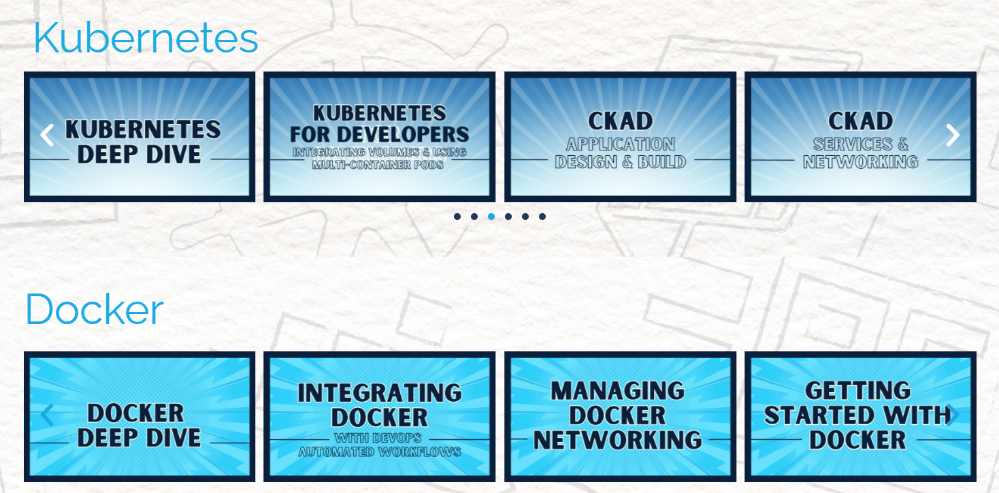 Kubernetes
KUBERNETES
DEEP DIVE
KUBERNETES
FOR DEVELOPERS
INTEGRATING VOLUMES & USING
MULTI-CONTAINER PODS
CKAD
APPLICATION
DESIGN & BUILD
CKAD
SERVICES &
NETWORKING
Docker
DOCKER
DEEP DIVE
INTEGRATING
DOCKER
WITH DEVOPS
AUTOMATED WORKFLOWS
MANAGING
DOCKER
NETWORKING
GETTING
STARTED WITH
DOCKER